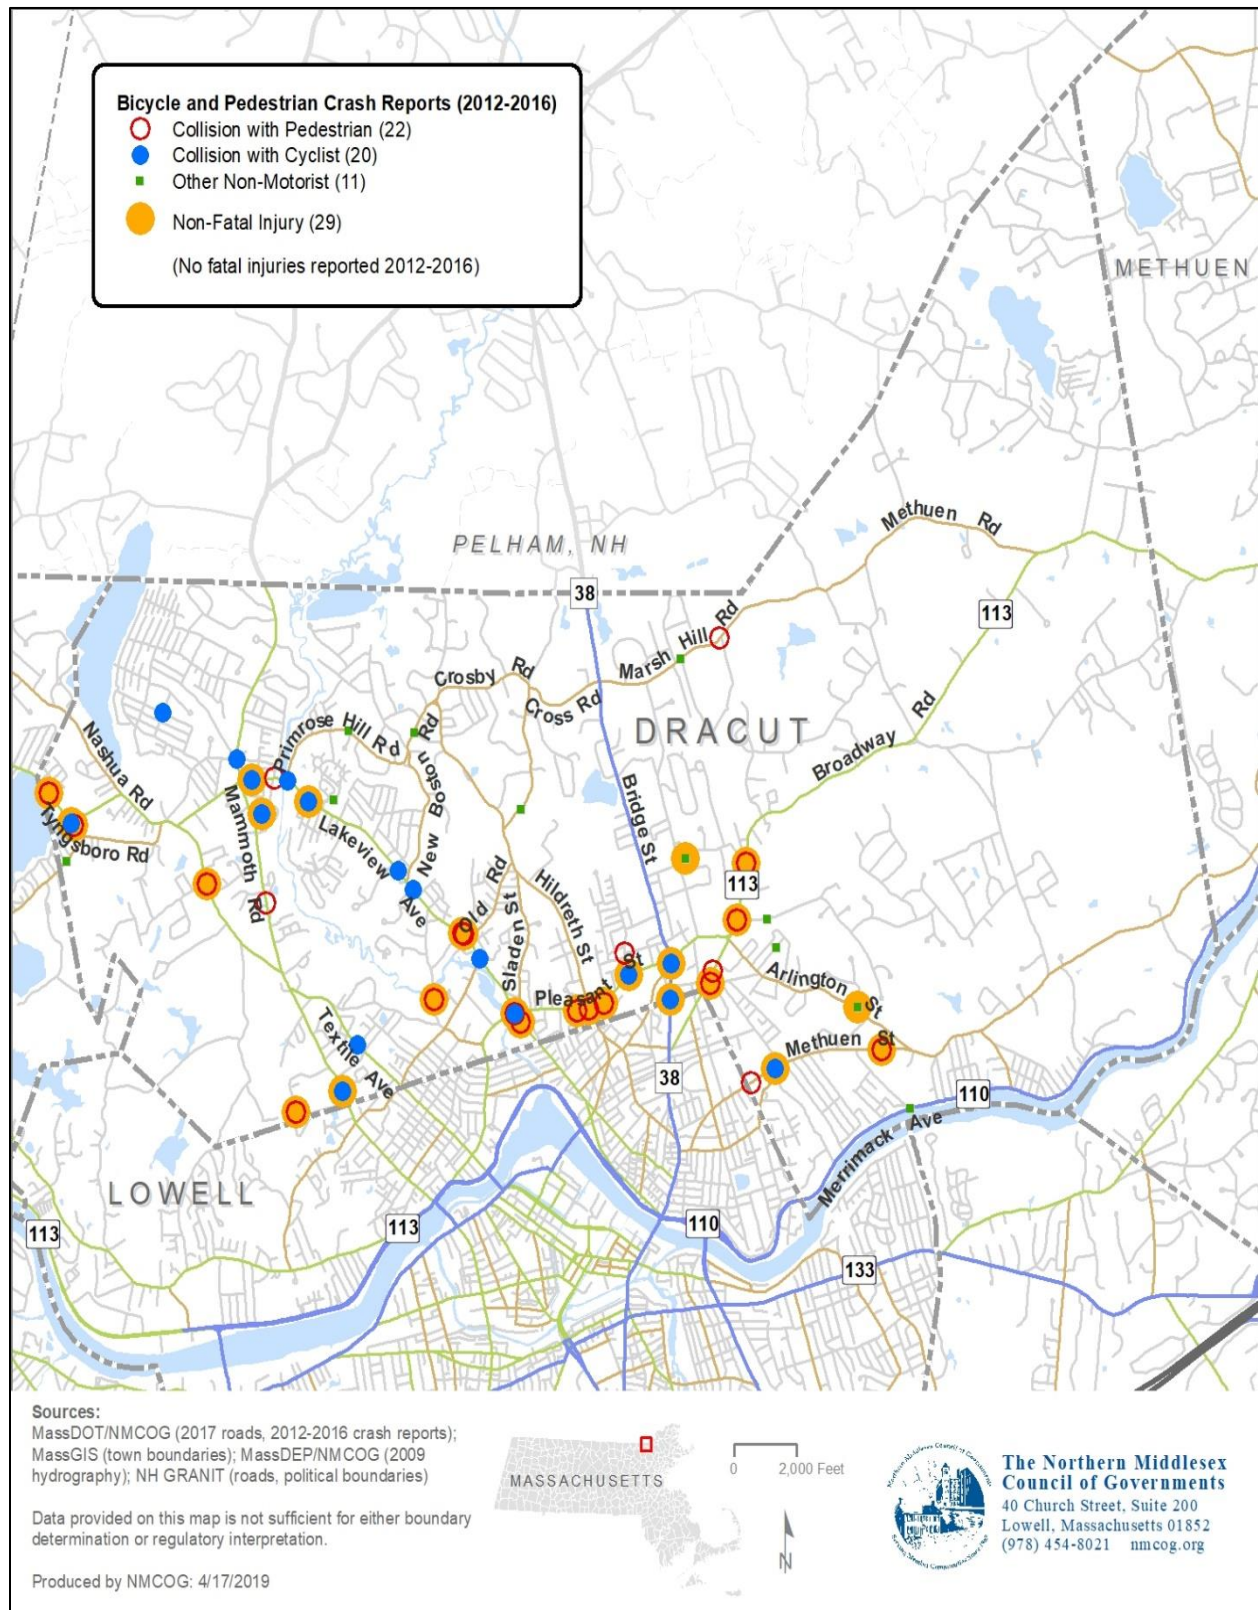 Bicycle and Pedestrian Crash Reports (2012-2016)
Collision with Pedestrian (22)
Collision with Cyclist (20)
Other Non-Motorist (11)
Non-Fatal Injury (29)
(No fatal injuries reported 2012-2016)
METHUEN
PELHAM, NH
Methuen Rd
38
113
Marsh Hill Rd
Crosby Rd
Cross Rd
DRACUT
Primrose Hill Rd
Nashua Rd
New Boston Rd
Broadway Rd
Bridge St
Mammoth Rd
Tyngsboro Rd
Lakeview Ave
Old Rd
Hildreth St
113
Sladen St
Pleasant St
Arlington St
Textile Ave
Methuen St
38
110
Merrimack Ave
LOWELL
113
113
110
133
Sources:
MassDOT/NMCOG (2017 roads, 2012-2016 crash reports);
MassGIS (town boundaries); MassDEP/NMCOG (2009
hydrography); NH GRANIT (roads, political boundaries)
Data provided on this map is not sufficient for either boundary
determination or regulatory interpretation.
Produced by NMCOG: 4/17/2019
MASSACHUSETTS
0 2,000 Feet
N
The Northern Middlesex
Council of Governments
40 Church Street, Suite 200
Lowell, Massachusetts 01852
(978) 454-8021 nmcog.org